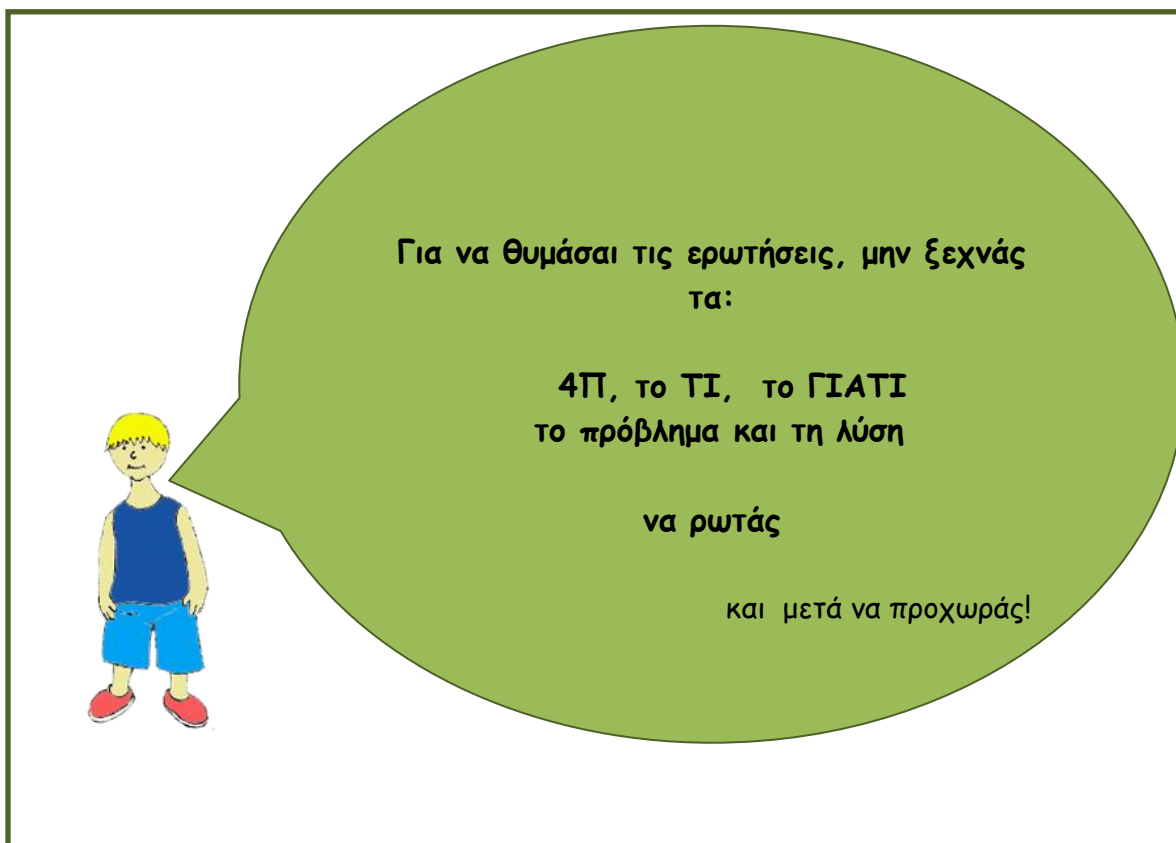 Για να θυμάσαι τις ερωτήσεις, μην ξεχνάς
τα:
4Π, το ΤΙ, το ΓΙΑΤΙ
το πρόβλημα και τη λύση
να ρωτάς
και μετά να προχωράς!